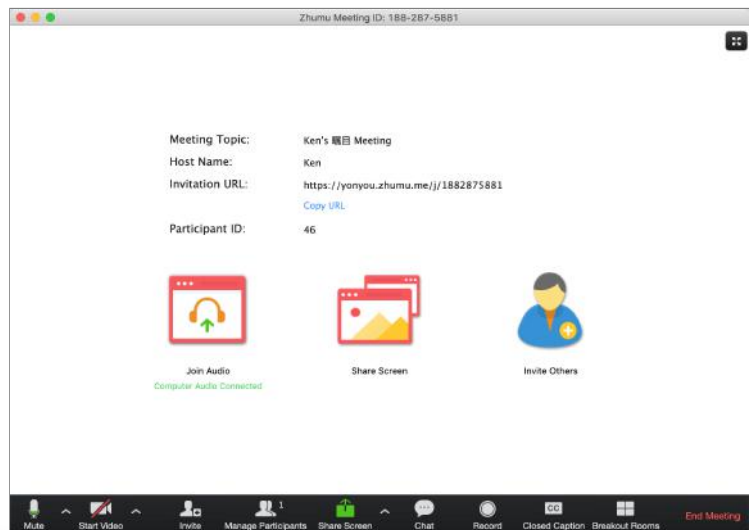 Zhumu Meeting ID: 188-287-5881
Meeting Topic: Ken's 瞩目 Meeting
Host Name: Ken
Invitation URL: https://yonyou.zhumu.me/j/1882875881
Copy URL
Participant ID: 46
Join Audio
Computer Audio Connected
Share Screen
Invite Others
Mute
Start Video
Invite
1
Manage Participants
Share Screen
Chat
Record
CC
Closed Caption
Breakout Rooms
End Meeting